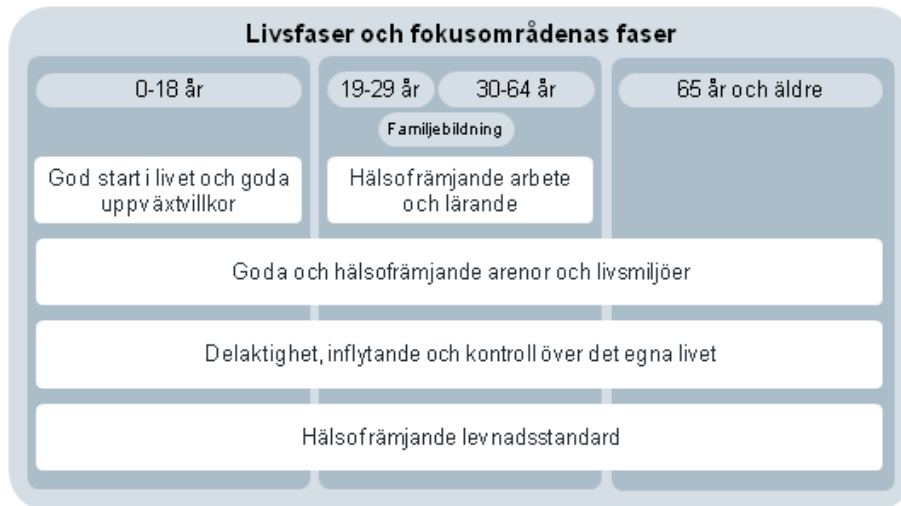 Livsfaser och fokusområdenas faser
0-18 år
19-29 år
30-64 år
65 år och äldre
Familjebildning
God start i livet och goda
uppväxtvillkor
Hälsofrämjande arbete
och lärande
Goda och hälsofrämjande arenor och livsmiljöer
Delaktighet, inflytande och kontroll över det egna livet
Hälsofrämjande levnadsstandard